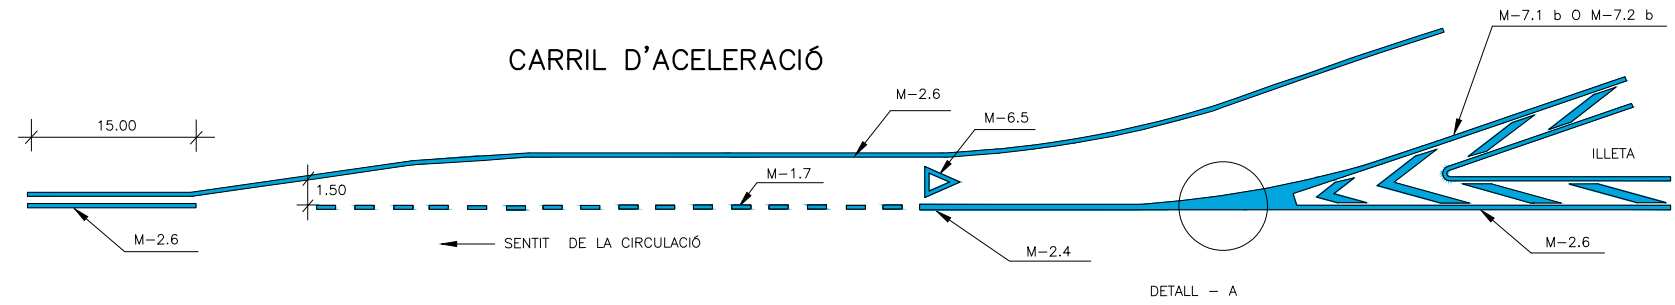 M-7.1 b O M-7.2 b
CARRIL D'ACELERACIÓ
M-2.6
15.00
M-6.5
ILLETA
M-1.7
1.50
M-2.6
SENTIT DE LA CIRCULACIÓ
M-2.4
M-2.6
DETALL - A